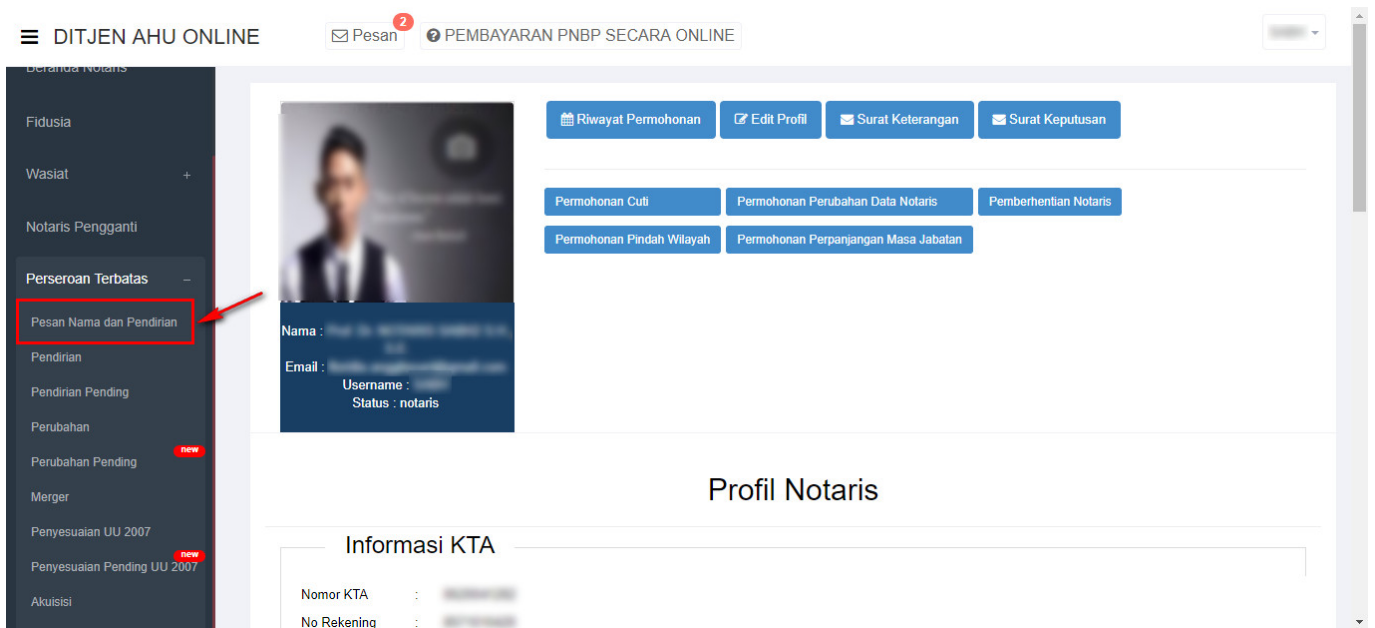 DITJEN AHU ONLINE
Pesan 2
PEMBAYARAN PNBP SECARA ONLINE
Beranda Notaris
Fidusia
Wasiat +
Notaris Pengganti
Perseroan Terbatas –
Pesan Nama dan Pendirian
Pendirian
Pendirian Pending
Perubahan
Perubahan Pending new
Merger
Penyesuaian UU 2007
Penyesuaian Pending UU 2007 new
Akuisisi
Riwayat Permohonan
Edit Profil
Surat Keterangan
Surat Keputusan
Permohonan Cuti
Permohonan Perubahan Data Notaris
Pemberhentian Notaris
Permohonan Pindah Wilayah
Permohonan Perpanjangan Masa Jabatan
Nama :
Email :
Username :
Status : notaris
Profil Notaris
Informasi KTA
Nomor KTA :
No Rekening :